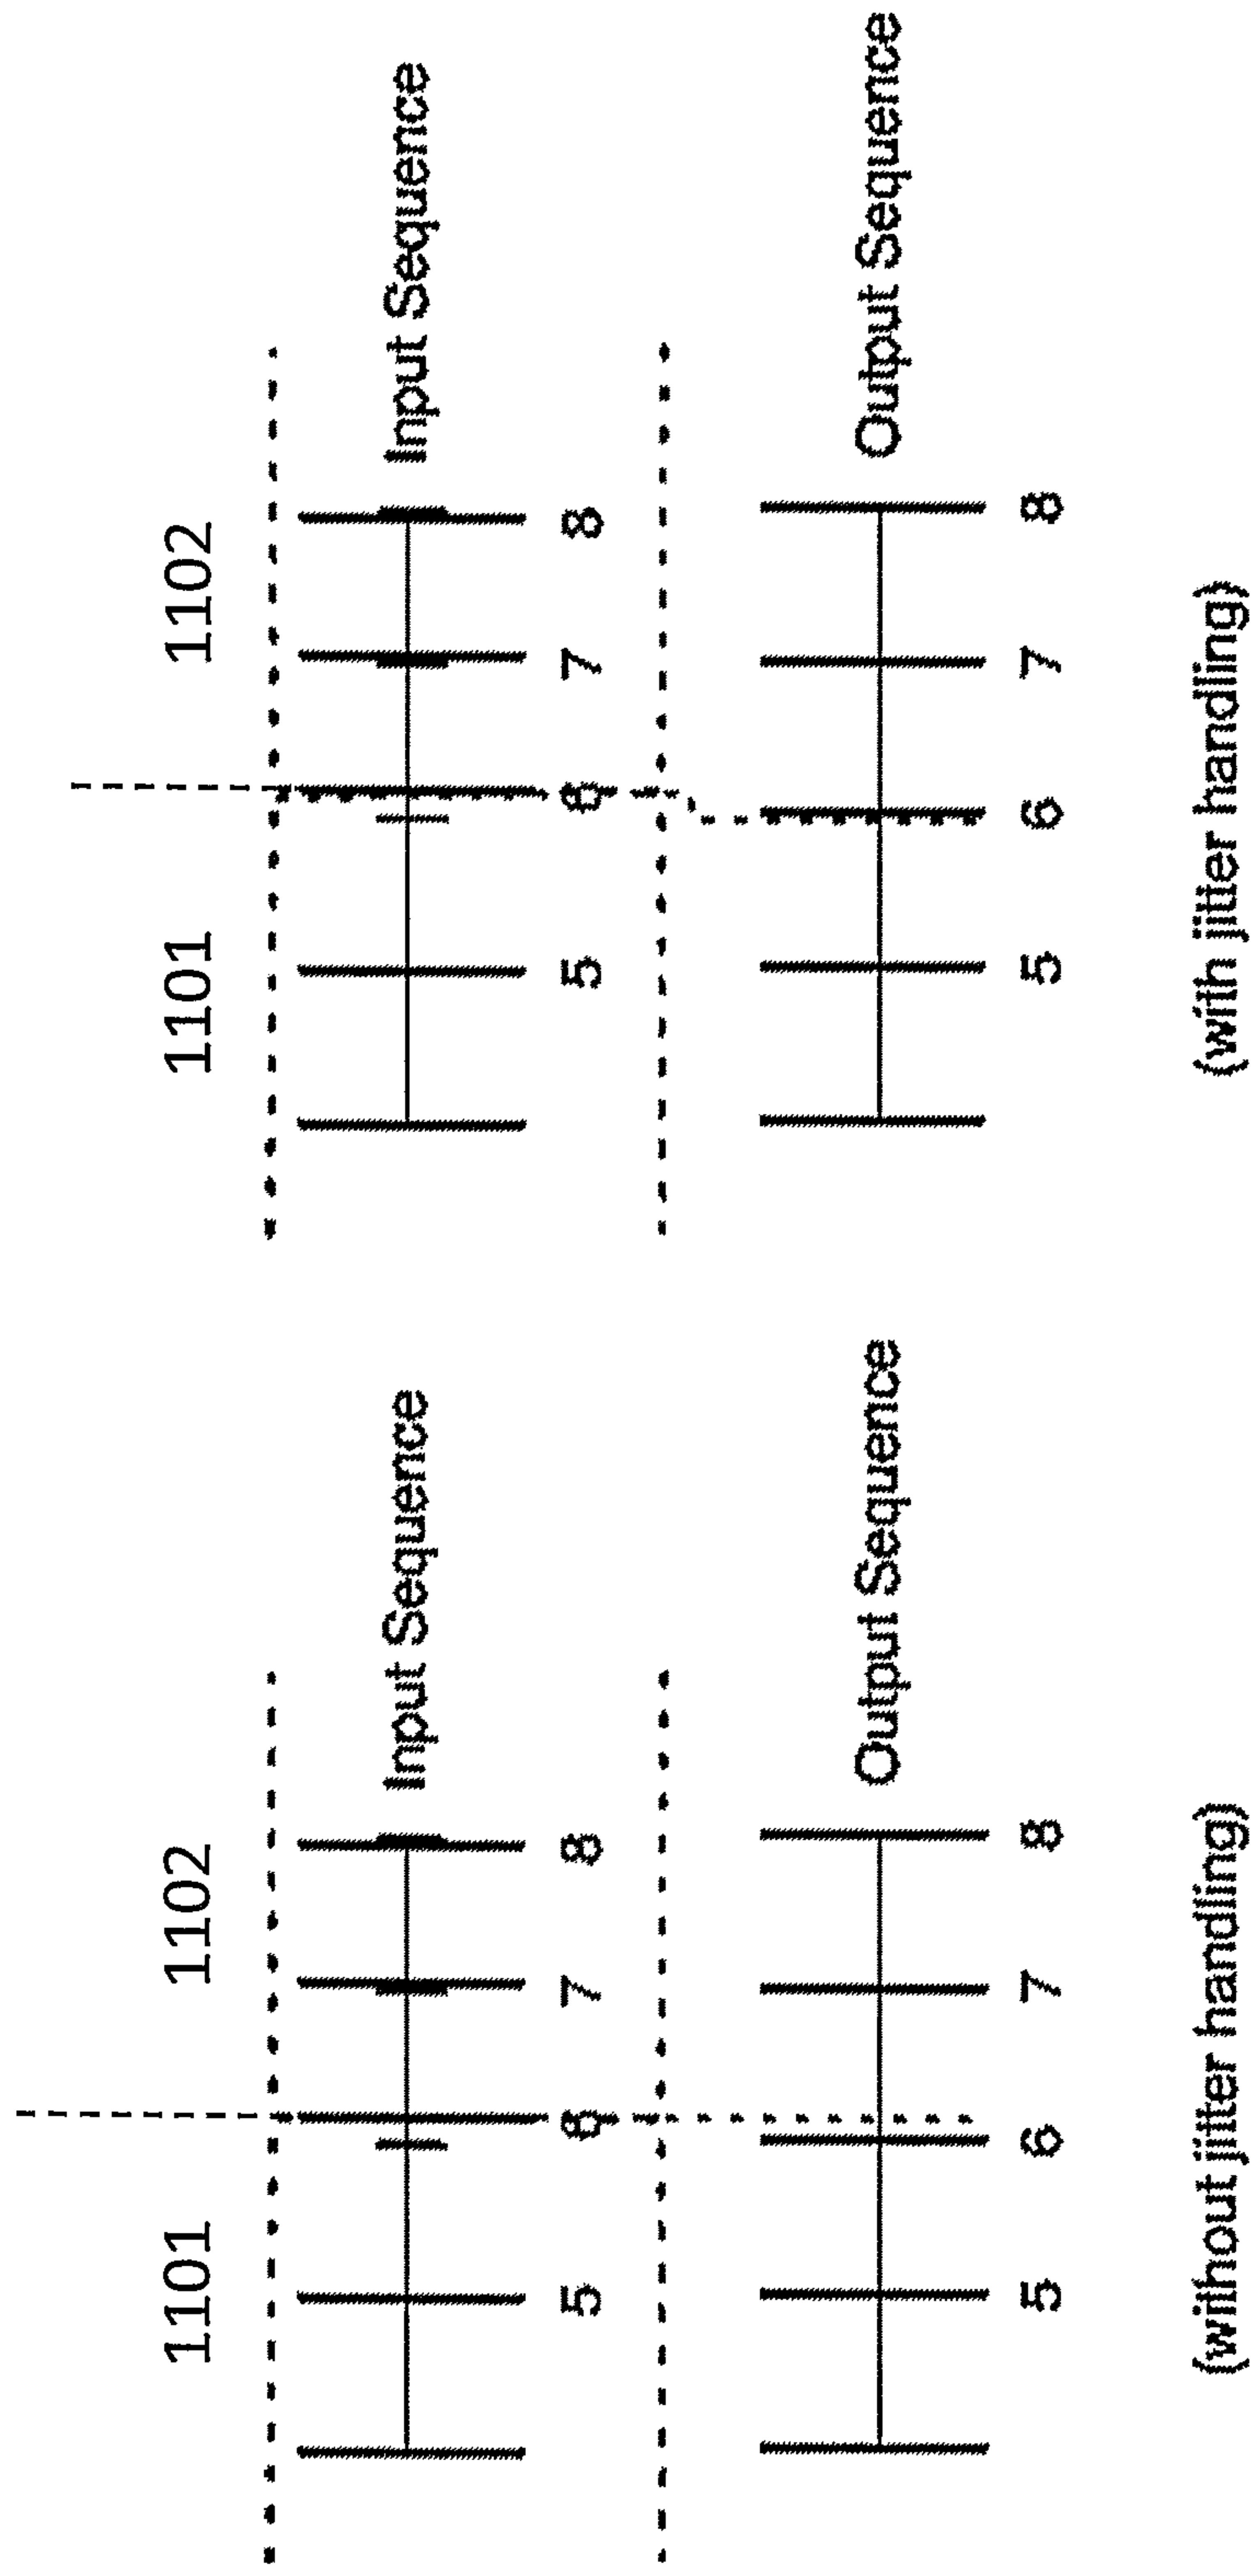 1101 1102
Input Sequence
5 6 7 8
Output Sequence
5 6 7 8
(without jitter handling)
1101 1102
Input Sequence
5 6 7 8
Output Sequence
5 6 7 8
(with jitter handling)